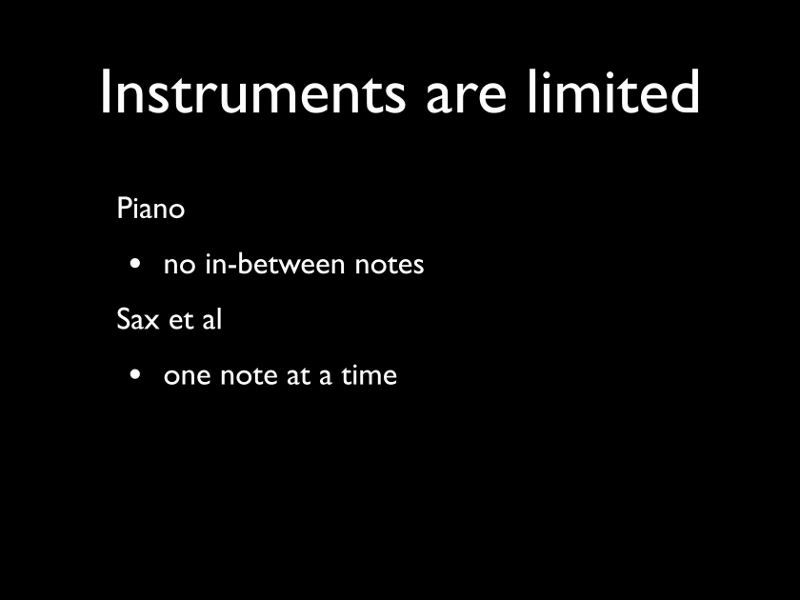 Instruments are limited
Piano
• no in-between notes
Sax et al
• one note at a time